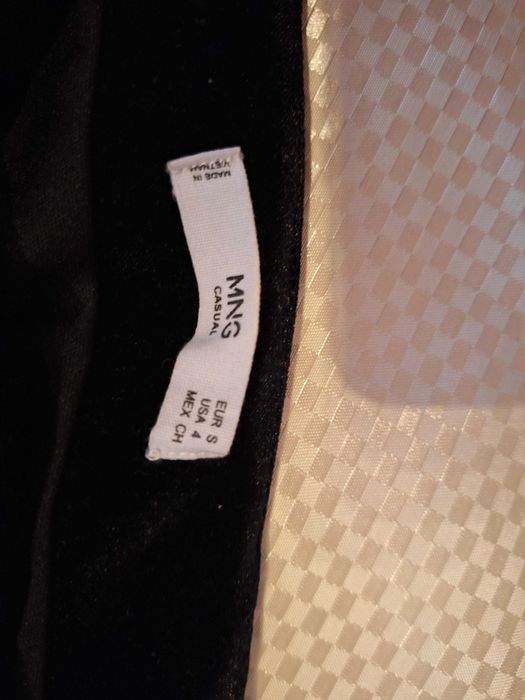 MADE IN
VIETNAM
MNG
CASUAL
EUR S
USA 4
MEX CH